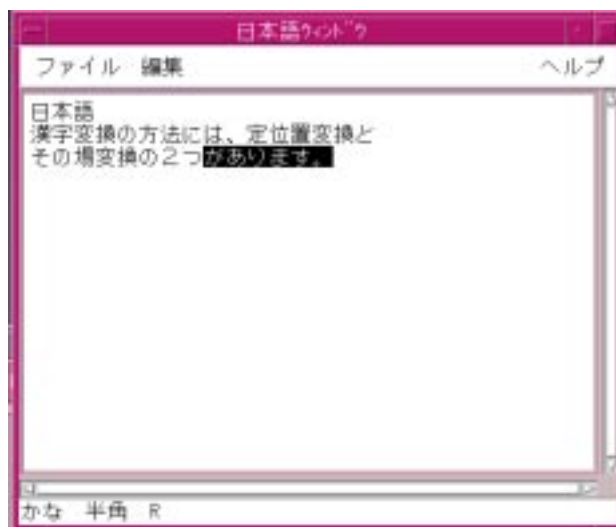 日本語ｳｨﾝﾄﾞｳ
ファイル 編集 ヘルプ
日本語
漢字変換の方法には、定位置変換と
その場変換の２つがあります。
かな 半角 R